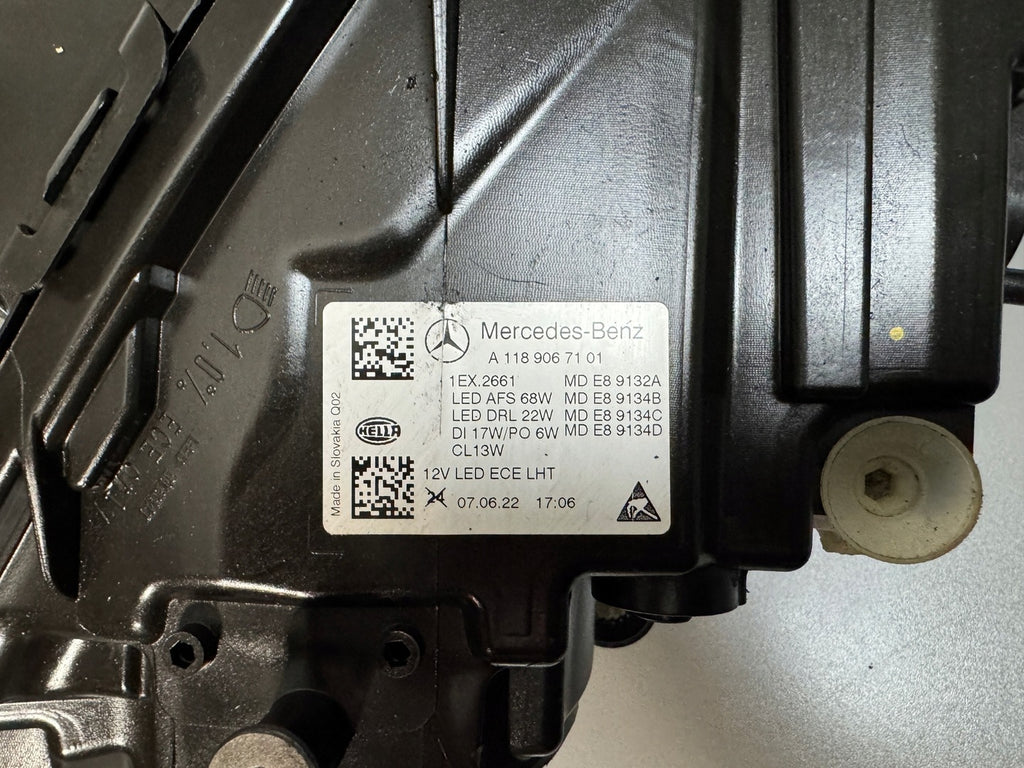 Mercedes-Benz
A 118 906 71 01
1EX.2661 MD E8 9132A
LED AFS 68W MD E8 9134B
LED DRL 22W MD E8 9134C
DI 17W/PO 6W MD E8 9134D
CL13W
12V LED ECE LHT
07.06.22 17:06
HELLA
Made in Slovakia Q02
1,0%